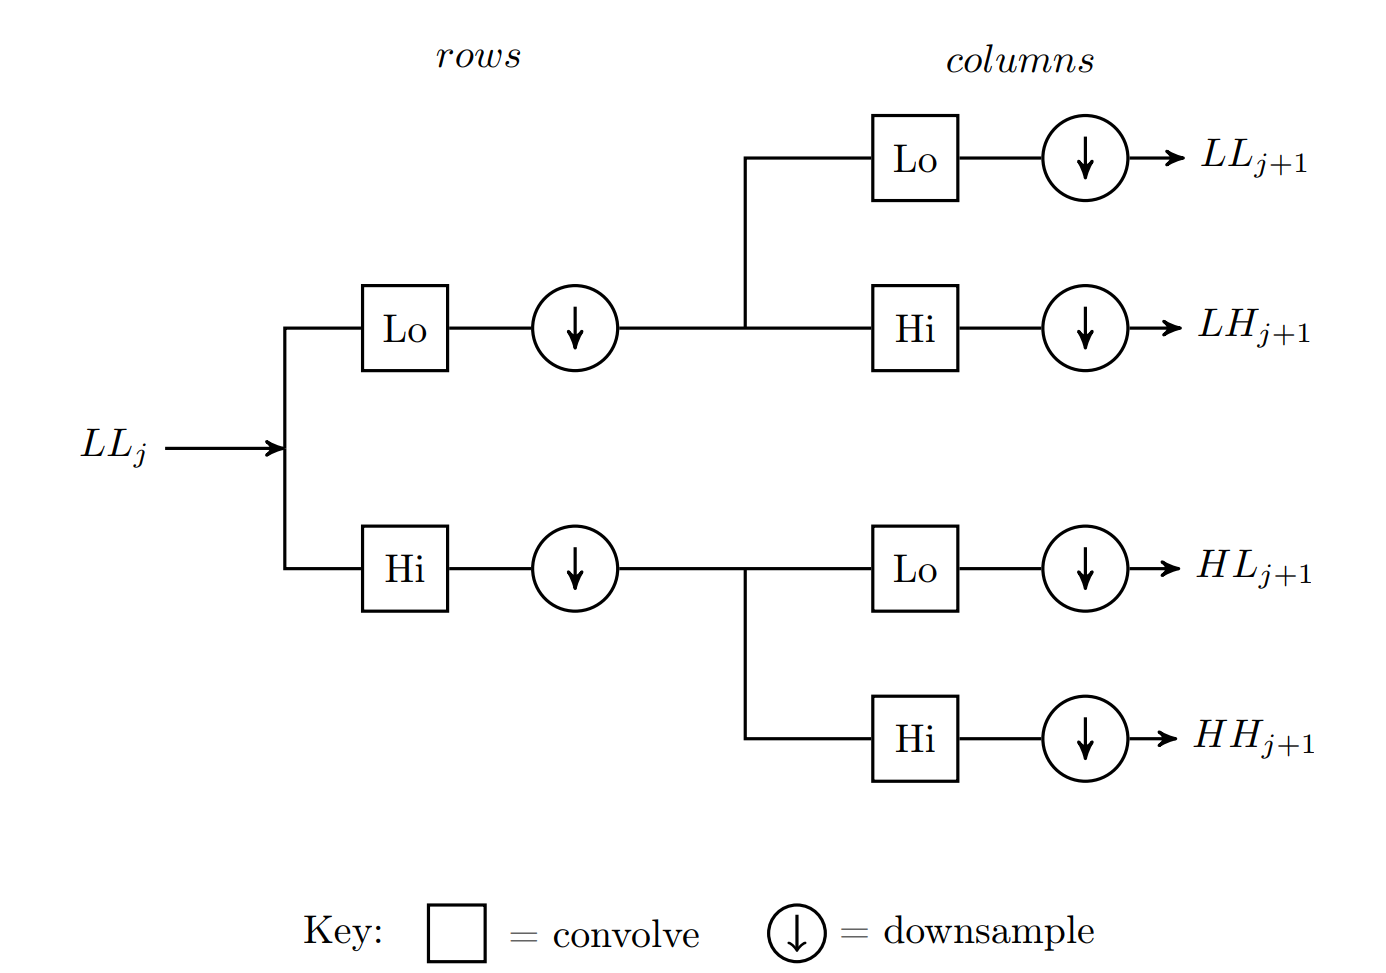 rows
columns
Lo
↓
LL_{j+1}
Lo
↓
Hi
↓
LH_{j+1}
LL_j
Hi
↓
Lo
↓
HL_{j+1}
Hi
↓
HH_{j+1}
Key: = convolve ↓ = downsample